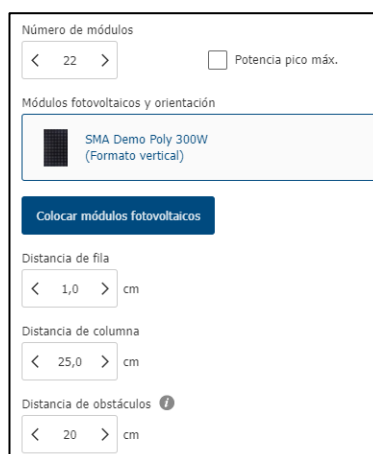 Número de módulos
22
Potencia pico máx.
Módulos fotovoltaicos y orientación
SMA Demo Poly 300W
(Formato vertical)
Colocar módulos fotovoltaicos
Distancia de fila
1,0 cm
Distancia de columna
25,0 cm
Distancia de obstáculos i
20 cm